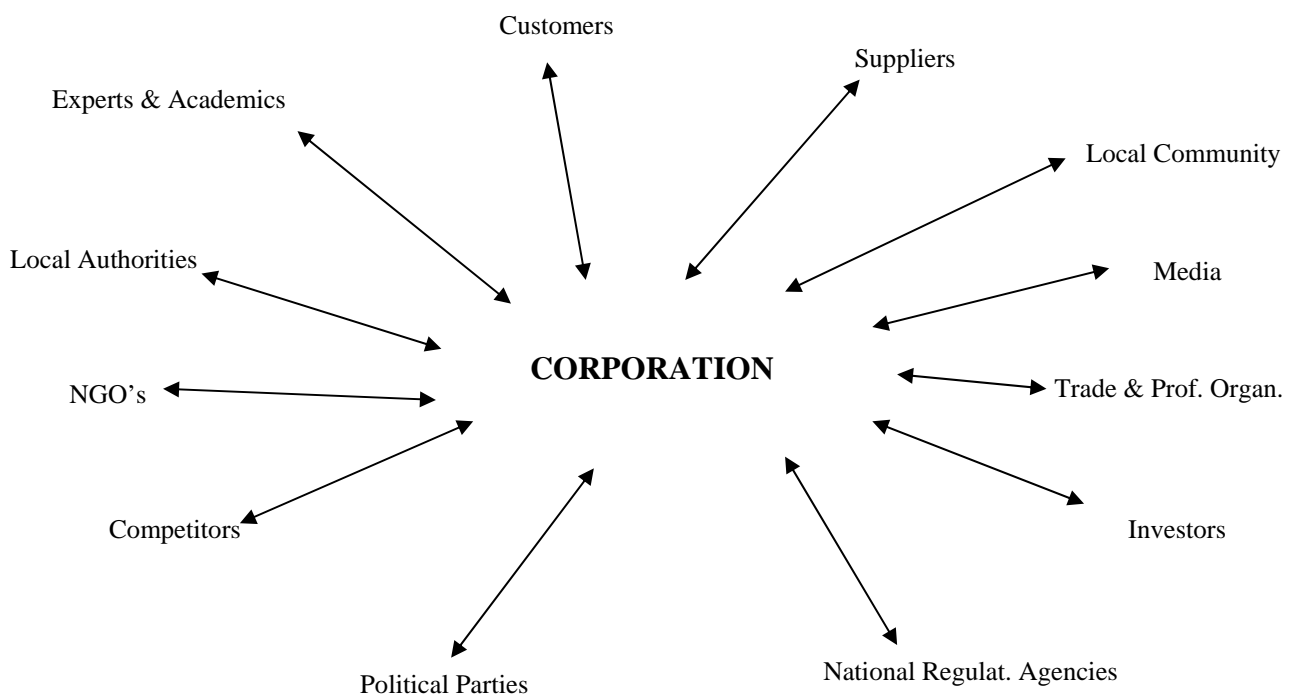 Customers
Suppliers
Experts & Academics
Local Community
Local Authorities
Media
CORPORATION
NGO’s
Trade & Prof. Organ.
Competitors
Investors
National Regulat. Agencies
Political Parties